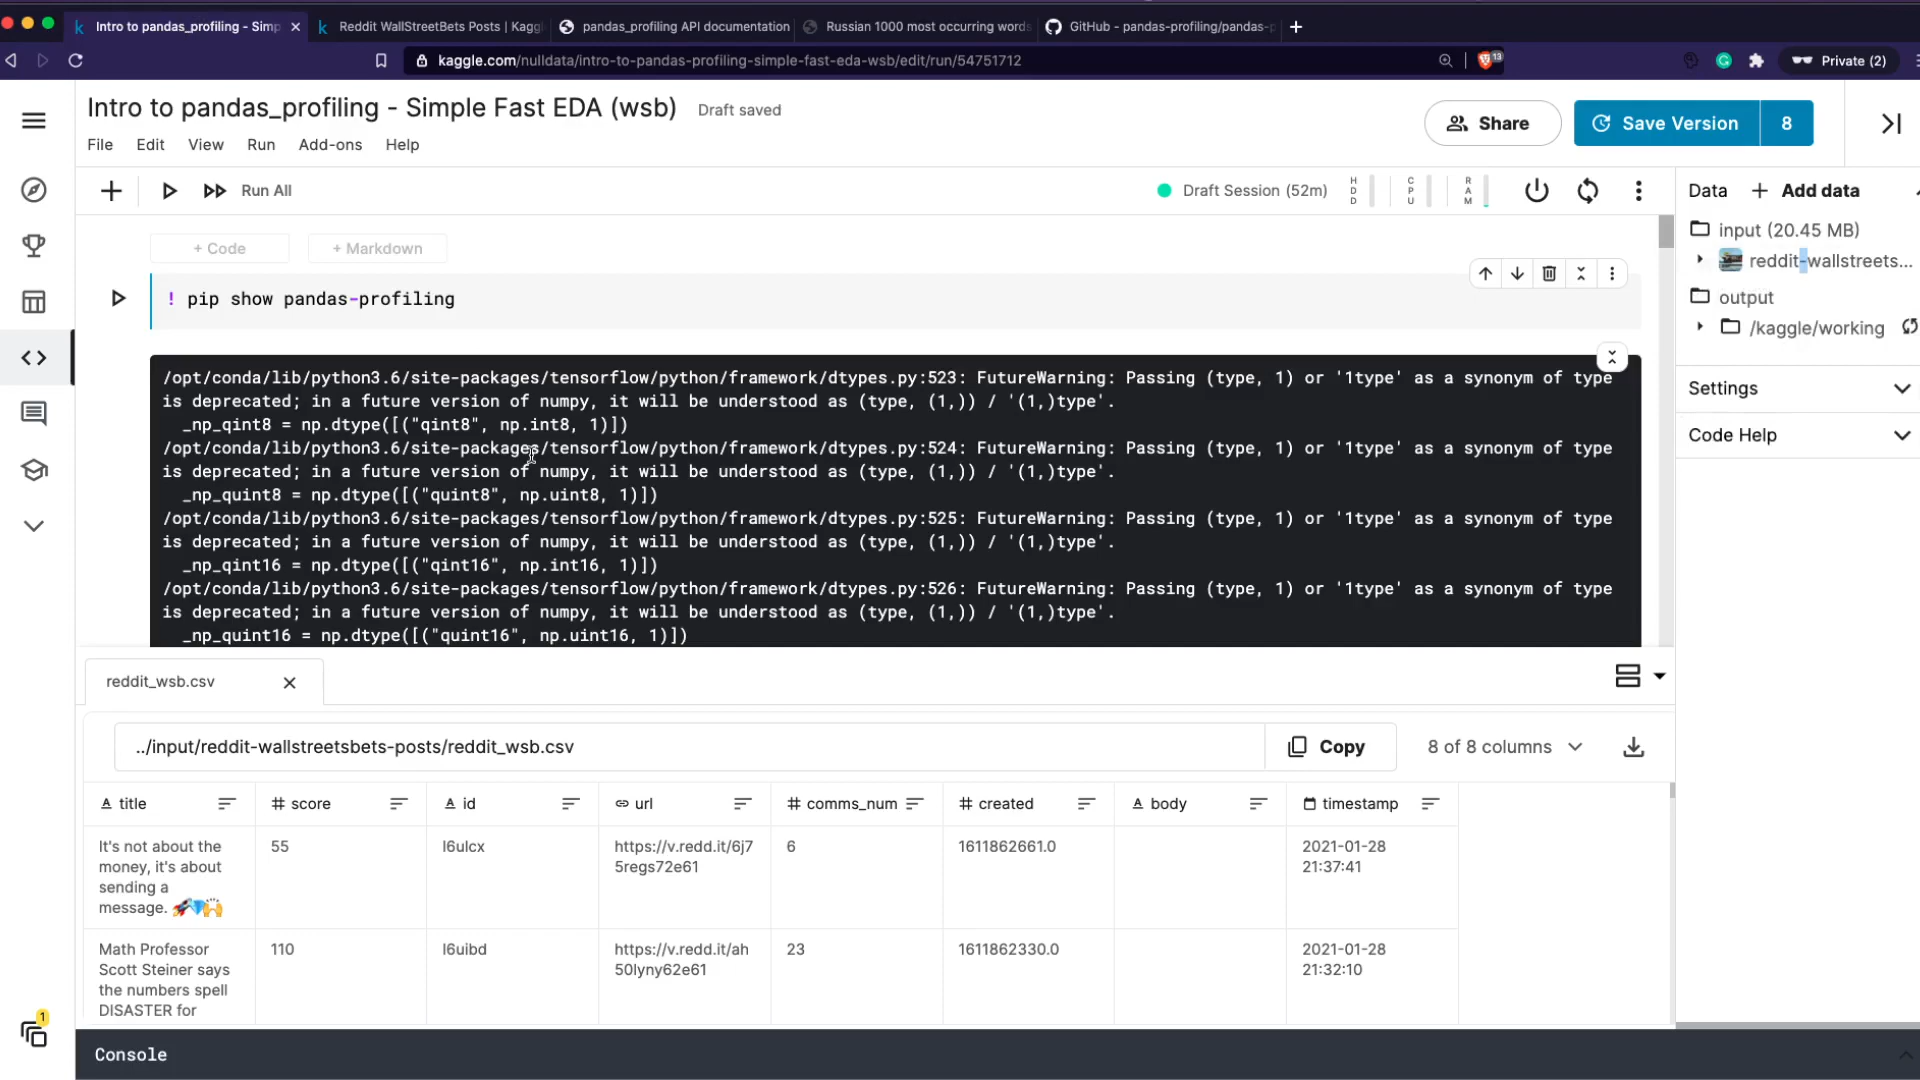 Intro to pandas_profiling - Simp
Reddit WallStreetBets Posts | Kagg
pandas_profiling API documentation
Russian 1000 most occurring words
GitHub - pandas-profiling/pandas-p
kaggle.com/nulldata/intro-to-pandas-profiling-simple-fast-eda-wsb/edit/run/54751712
13
Private (2)
Intro to pandas_profiling - Simple Fast EDA (wsb)
Draft saved
Share
Save Version
8
File
Edit
View
Run
Add-ons
Help
Run All
Draft Session (52m)
HDD
CPU
RAM
Data
+ Add data
input (20.45 MB)
reddit-wallstreets...
output
/kaggle/working
Settings
Code Help
+ Code
+ Markdown
! pip show pandas-profiling
/opt/conda/lib/python3.6/site-packages/tensorflow/python/framework/dtypes.py:523: FutureWarning: Passing (type, 1) or '1type' as a synonym of type
is deprecated; in a future version of numpy, it will be understood as (type, (1,)) / '(1,)type'.
_np_qint8 = np.dtype([("qint8", np.int8, 1)])
/opt/conda/lib/python3.6/site-packages/tensorflow/python/framework/dtypes.py:524: FutureWarning: Passing (type, 1) or '1type' as a synonym of type
is deprecated; in a future version of numpy, it will be understood as (type, (1,)) / '(1,)type'.
_np_quint8 = np.dtype([("quint8", np.uint8, 1)])
/opt/conda/lib/python3.6/site-packages/tensorflow/python/framework/dtypes.py:525: FutureWarning: Passing (type, 1) or '1type' as a synonym of type
is deprecated; in a future version of numpy, it will be understood as (type, (1,)) / '(1,)type'.
_np_qint16 = np.dtype([("qint16", np.int16, 1)])
/opt/conda/lib/python3.6/site-packages/tensorflow/python/framework/dtypes.py:526: FutureWarning: Passing (type, 1) or '1type' as a synonym of type
is deprecated; in a future version of numpy, it will be understood as (type, (1,)) / '(1,)type'.
_np_quint16 = np.dtype([("quint16", np.uint16, 1)])
reddit_wsb.csv
../input/reddit-wallstreetsbets-posts/reddit_wsb.csv
Copy
8 of 8 columns
A title
# score
A id
url
# comms_num
# created
A body
timestamp
It's not about the
money, it's about
sending a
message. 🚀💎🙌
55
l6ulcx
https://v.redd.it/6j7
5regs72e61
6
1611862661.0
2021-01-28
21:37:41
Math Professor
Scott Steiner says
the numbers spell
DISASTER for
110
l6uibd
https://v.redd.it/ah
50lyny62e61
23
1611862330.0
2021-01-28
21:32:10
1
Console